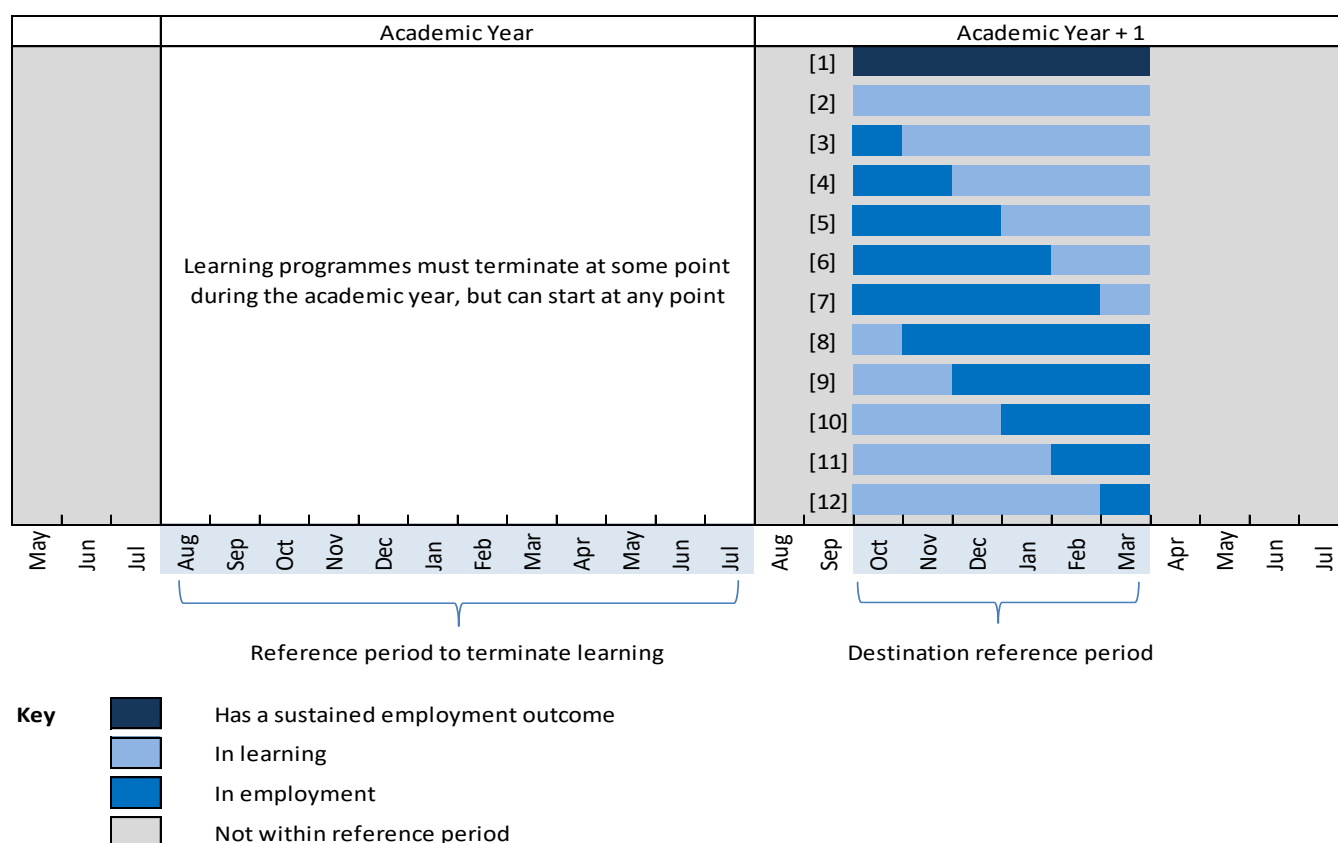 Academic Year
Academic Year + 1
[1]
[2]
[3]
[4]
[5]
[6]
Learning programmes must terminate at some point
during the academic year, but can start at any point
[7]
[8]
[9]
[10]
[11]
[12]
May
Jun
Jul
Aug
Sep
Oct
Nov
Dec
Jan
Feb
Mar
Apr
May
Jun
Jul
Aug
Sep
Oct
Nov
Dec
Jan
Feb
Mar
Apr
May
Jun
Jul
Reference period to terminate learning
Destination reference period
Key
Has a sustained employment outcome
In learning
In employment
Not within reference period